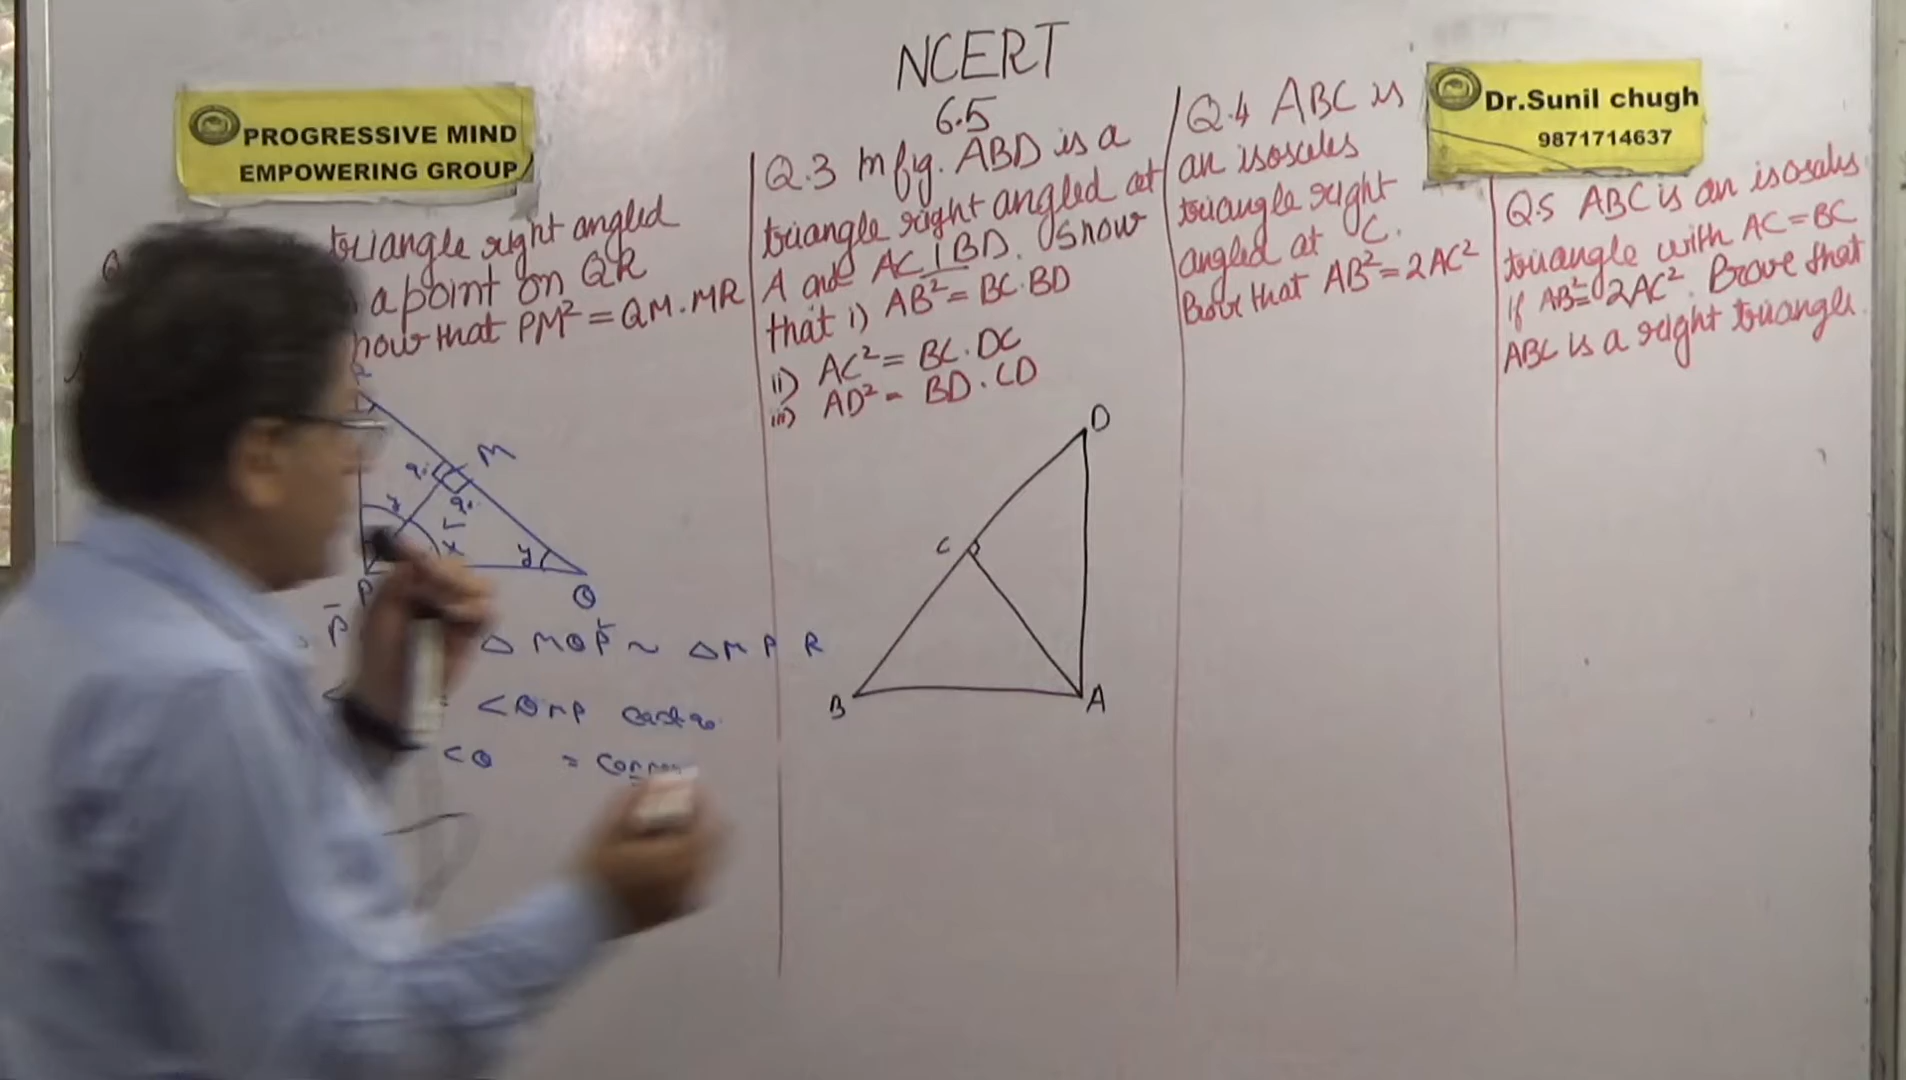 NCERT
6.5
PROGRESSIVE MIND
EMPOWERING GROUP
Dr.Sunil chugh
9871714637
triangle right angled
a point on QR
how that PM² = QM.MR
R
M
P
Q
y
x
y
△ MQP ~ △MPR
<QMP each 90
<Q =
Q.3 In fig. ABD is a
triangle right angled at
A and AC ⊥ BD. Show
that i) AB² = BC.BD
ii) AC² = BC.DC
iii) AD² = BD.CD
D
C
B
A
Q.4 ABC is
an isosceles
triangle right
angled at C.
Prove that AB² = 2AC²
Q.5 ABC is an isosceles
triangle with AC = BC
if AB² = 2AC². Prove that
ABC is a right triangle.